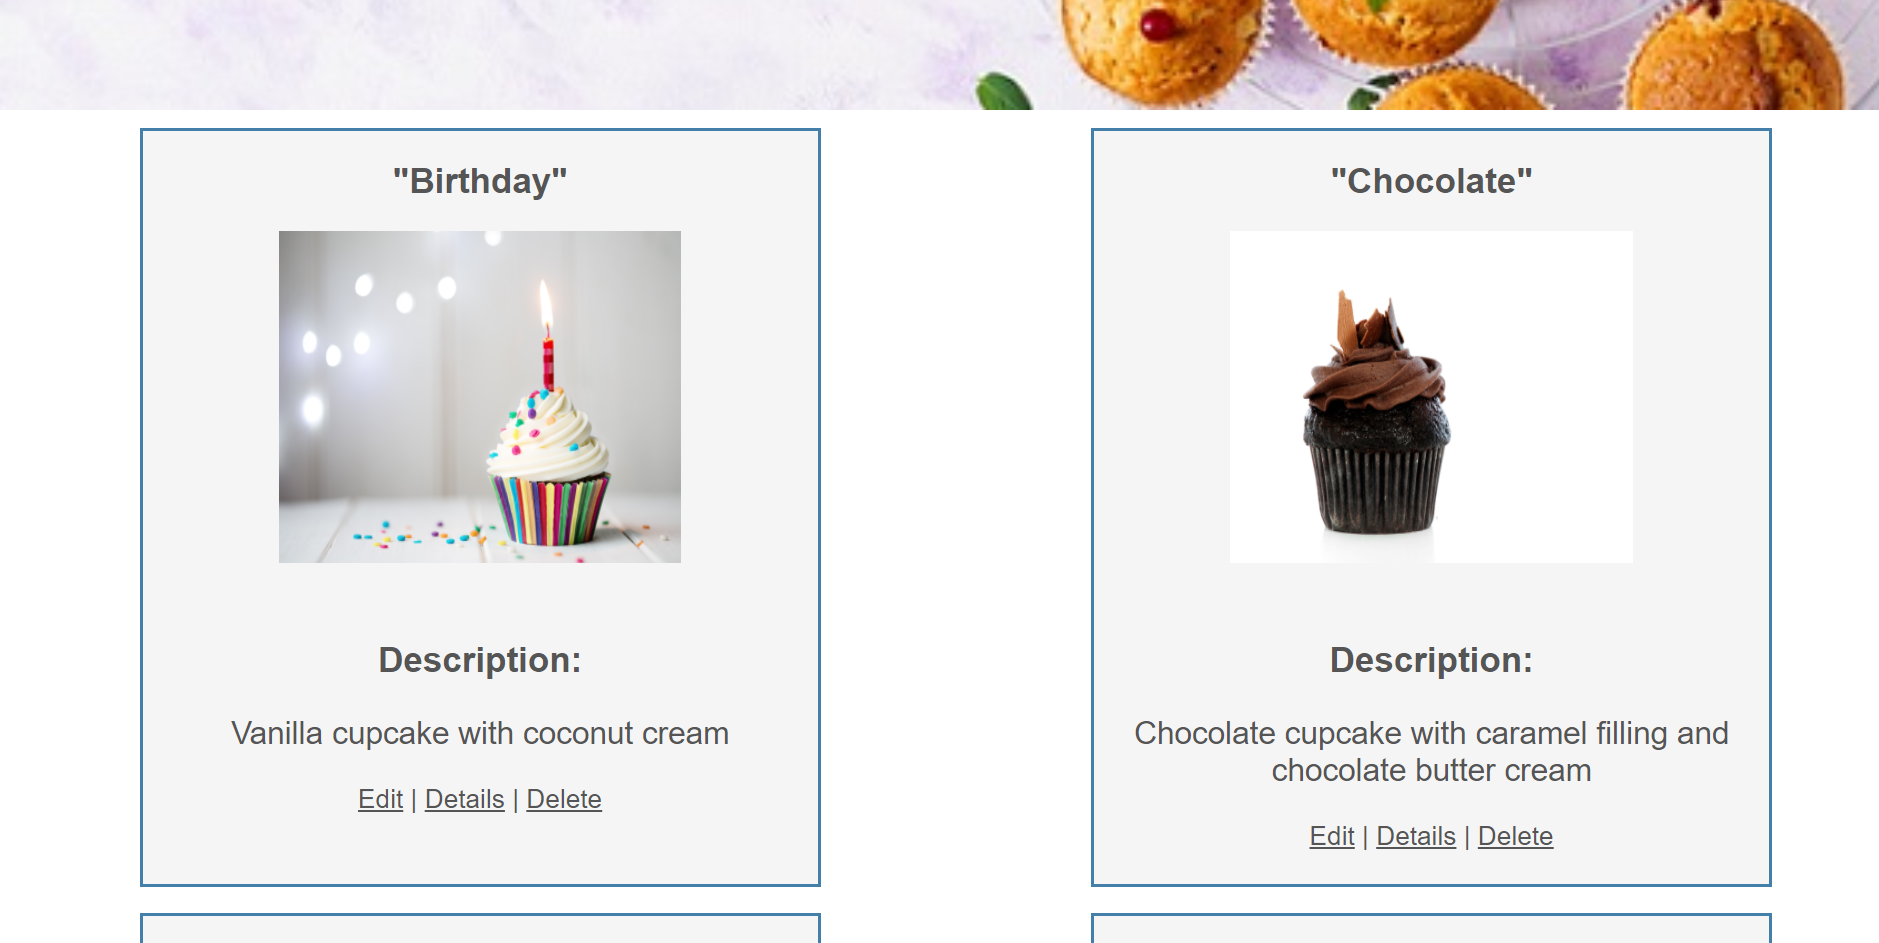 "Birthday"
Description:
Vanilla cupcake with coconut cream
Edit | Details | Delete
"Chocolate"
Description:
Chocolate cupcake with caramel filling and
chocolate butter cream
Edit | Details | Delete